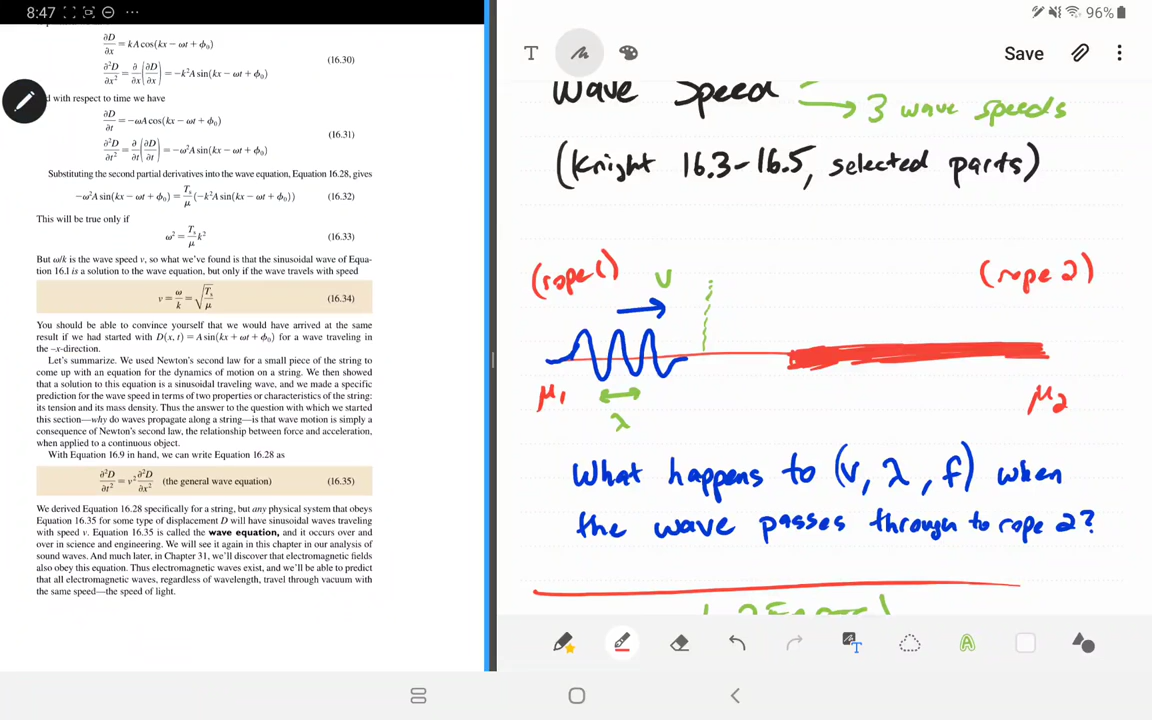 8:47
96%
∂D/∂x = kA cos(kx − ωt + ϕ₀)
(16.30)
∂²D/∂x² = ∂/∂x (∂D/∂x) = −k²A sin(kx − ωt + ϕ₀)
d with respect to time we have
∂D/∂t = −ωA cos(kx − ωt + ϕ₀)
(16.31)
∂²D/∂t² = ∂/∂t (∂D/∂t) = −ω²A sin(kx − ωt + ϕ₀)
Substituting the second partial derivatives into the wave equation, Equation 16.28, gives
−ω²A sin(kx − ωt + ϕ₀) = Tₛ/μ (−k²A sin(kx − ωt + ϕ₀)) (16.32)
This will be true only if
ω² = Tₛ/μ k² (16.33)
But ω/k is the wave speed v, so what we've found is that the sinusoidal wave of Equa-
tion 16.1 is a solution to the wave equation, but only if the wave travels with speed
v = ω/k = √(Tₛ/μ) (16.34)
You should be able to convince yourself that we would have arrived at the same
result if we had started with D(x, t) = A sin(kx + ωt + ϕ₀) for a wave traveling in
the −x-direction.
Let's summarize. We used Newton's second law for a small piece of the string to
come up with an equation for the dynamics of motion on a string. We then showed
that a solution to this equation is a sinusoidal traveling wave, and we made a specific
prediction for the wave speed in terms of two properties or characteristics of the string:
its tension and its mass density. Thus the answer to the question with which we started
this section—why do waves propagate along a string—is that wave motion is simply a
consequence of Newton's second law, the relationship between force and acceleration,
when applied to a continuous object.
With Equation 16.9 in hand, we can write Equation 16.28 as
∂²D/∂t² = v² ∂²D/∂x² (the general wave equation) (16.35)
We derived Equation 16.28 specifically for a string, but any physical system that obeys
Equation 16.35 for some type of displacement D will have sinusoidal waves traveling
with speed v. Equation 16.35 is called the wave equation, and it occurs over and
over in science and engineering. We will see it again in this chapter in our analysis of
sound waves. And much later, in Chapter 31, we'll discover that electromagnetic fields
also obey this equation. Thus electromagnetic waves exist, and we'll be able to predict
that all electromagnetic waves, regardless of wavelength, travel through vacuum with
the same speed—the speed of light.
T
Save
Wave Speed → 3 wave speeds
(Knight 16.3-16.5, selected parts)
(rope 1) v (rope 2)
μ₁ λ μ₂
What happens to (v, λ, f) when
the wave passes through to rope 2?
T
A